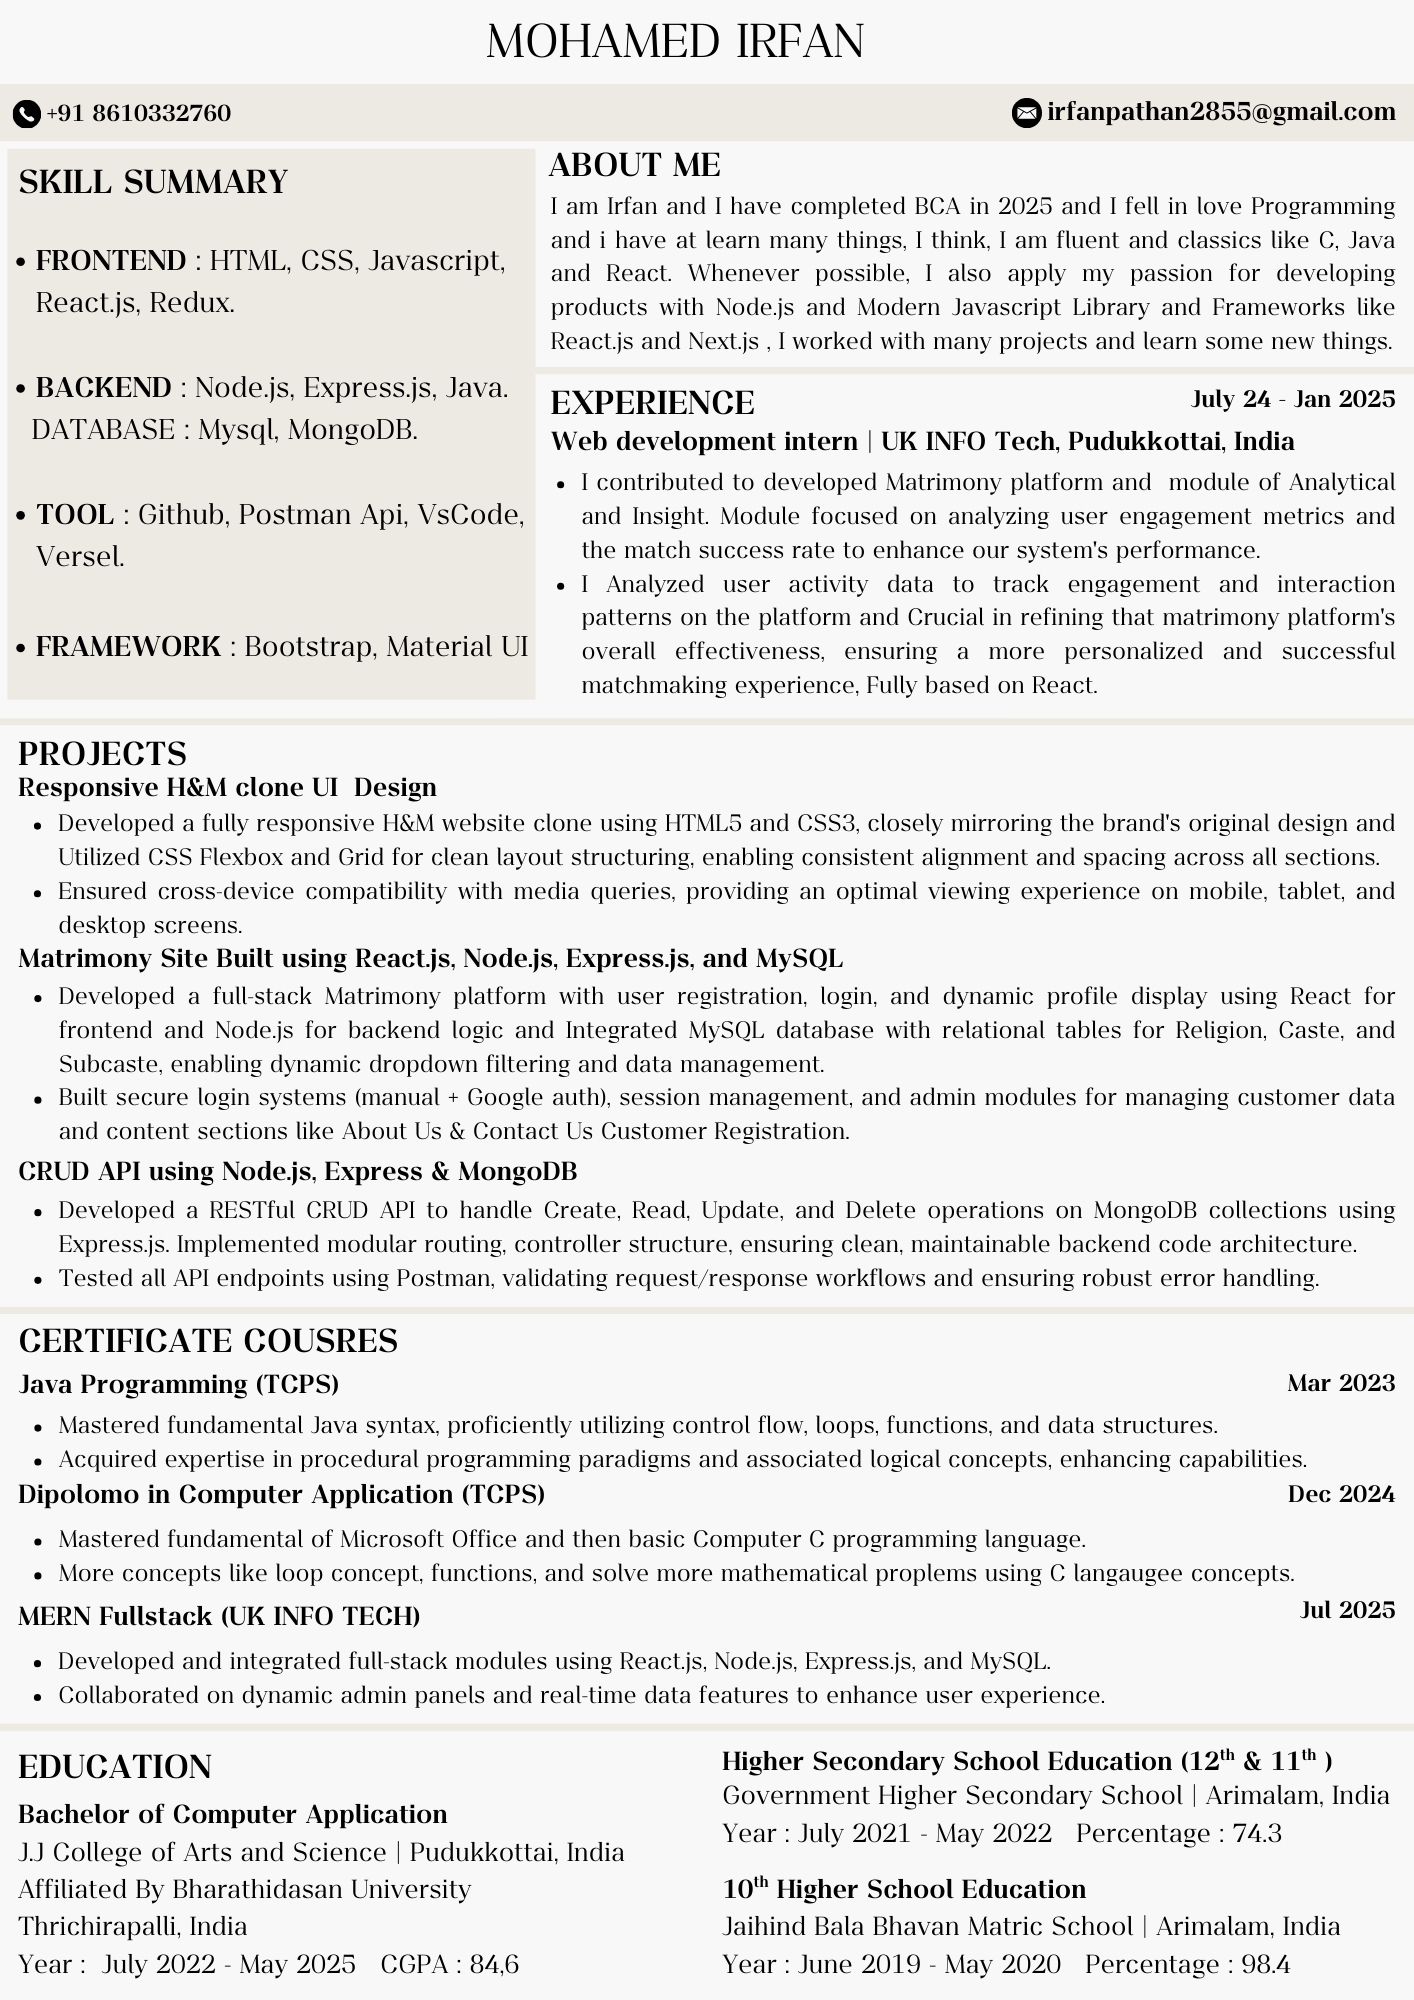 MOHAMED IRFAN
+91 8610332760
irfanpathan2855@gmail.com
SKILL SUMMARY
• FRONTEND : HTML, CSS, Javascript,
React.js, Redux.
• BACKEND : Node.js, Express.js, Java.
DATABASE : Mysql, MongoDB.
• TOOL : Github, Postman Api, VsCode,
Versel.
• FRAMEWORK : Bootstrap, Material UI
ABOUT ME
I am Irfan and I have completed BCA in 2025 and I fell in love Programming
and i have at learn many things, I think, I am fluent and classics like C, Java
and React. Whenever possible, I also apply my passion for developing
products with Node.js and Modern Javascript Library and Frameworks like
React.js and Next.js , I worked with many projects and learn some new things.
EXPERIENCE
July 24 - Jan 2025
Web development intern | UK INFO Tech, Pudukkottai, India
• I contributed to developed Matrimony platform and module of Analytical
and Insight. Module focused on analyzing user engagement metrics and
the match success rate to enhance our system's performance.
• I Analyzed user activity data to track engagement and interaction
patterns on the platform and Crucial in refining that matrimony platform's
overall effectiveness, ensuring a more personalized and successful
matchmaking experience, Fully based on React.
PROJECTS
Responsive H&M clone UI Design
• Developed a fully responsive H&M website clone using HTML5 and CSS3, closely mirroring the brand's original design and
Utilized CSS Flexbox and Grid for clean layout structuring, enabling consistent alignment and spacing across all sections.
• Ensured cross-device compatibility with media queries, providing an optimal viewing experience on mobile, tablet, and
desktop screens.
Matrimony Site Built using React.js, Node.js, Express.js, and MySQL
• Developed a full-stack Matrimony platform with user registration, login, and dynamic profile display using React for
frontend and Node.js for backend logic and Integrated MySQL database with relational tables for Religion, Caste, and
Subcaste, enabling dynamic dropdown filtering and data management.
• Built secure login systems (manual + Google auth), session management, and admin modules for managing customer data
and content sections like About Us & Contact Us Customer Registration.
CRUD API using Node.js, Express & MongoDB
• Developed a RESTful CRUD API to handle Create, Read, Update, and Delete operations on MongoDB collections using
Express.js. Implemented modular routing, controller structure, ensuring clean, maintainable backend code architecture.
• Tested all API endpoints using Postman, validating request/response workflows and ensuring robust error handling.
CERTIFICATE COUSRES
Java Programming (TCPS)
Mar 2023
• Mastered fundamental Java syntax, proficiently utilizing control flow, loops, functions, and data structures.
• Acquired expertise in procedural programming paradigms and associated logical concepts, enhancing capabilities.
Dipolomo in Computer Application (TCPS)
Dec 2024
• Mastered fundamental of Microsoft Office and then basic Computer C programming language.
• More concepts like loop concept, functions, and solve more mathematical proplems using C langaugee concepts.
MERN Fullstack (UK INFO TECH)
Jul 2025
• Developed and integrated full-stack modules using React.js, Node.js, Express.js, and MySQL.
• Collaborated on dynamic admin panels and real-time data features to enhance user experience.
EDUCATION
Bachelor of Computer Application
J.J College of Arts and Science | Pudukkottai, India
Affiliated By Bharathidasan University
Thrichirapalli, India
Year : July 2022 - May 2025 CGPA : 84,6
Higher Secondary School Education (12th & 11th )
Government Higher Secondary School | Arimalam, India
Year : July 2021 - May 2022 Percentage : 74.3
10th Higher School Education
Jaihind Bala Bhavan Matric School | Arimalam, India
Year : June 2019 - May 2020 Percentage : 98.4